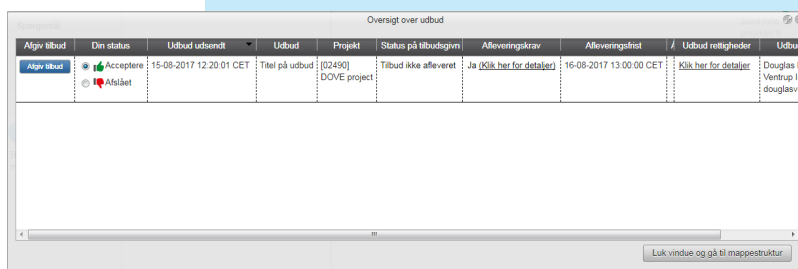 Oversigt over udbud
Afgiv tilbud Din status Udbud udsendt Udbud Projekt Status på tilbudsgivn Afleveringskrav Afleveringsfrist Udbud rettigheder Udbu
Afgiv tilbud Acceptere 15-08-2017 12:20:01 CET Titel på udbud [02490] Tilbud ikke afleveret Ja (Klik her for detaljer) 16-08-2017 13:00:00 CET Klik her for detaljer Douglas
Afslået DOVE project Ventrup
douglasv
Luk vindue og gå til mappestruktur